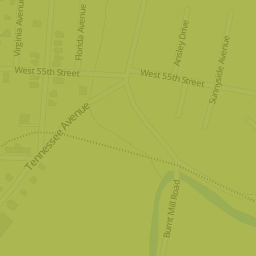 Virginia Avenue
Florida Avenue
Ansley Drive
Sunnyside Avenue
West 55th Street
West 55th Street
Tennessee Avenue
Burnt Mill Road